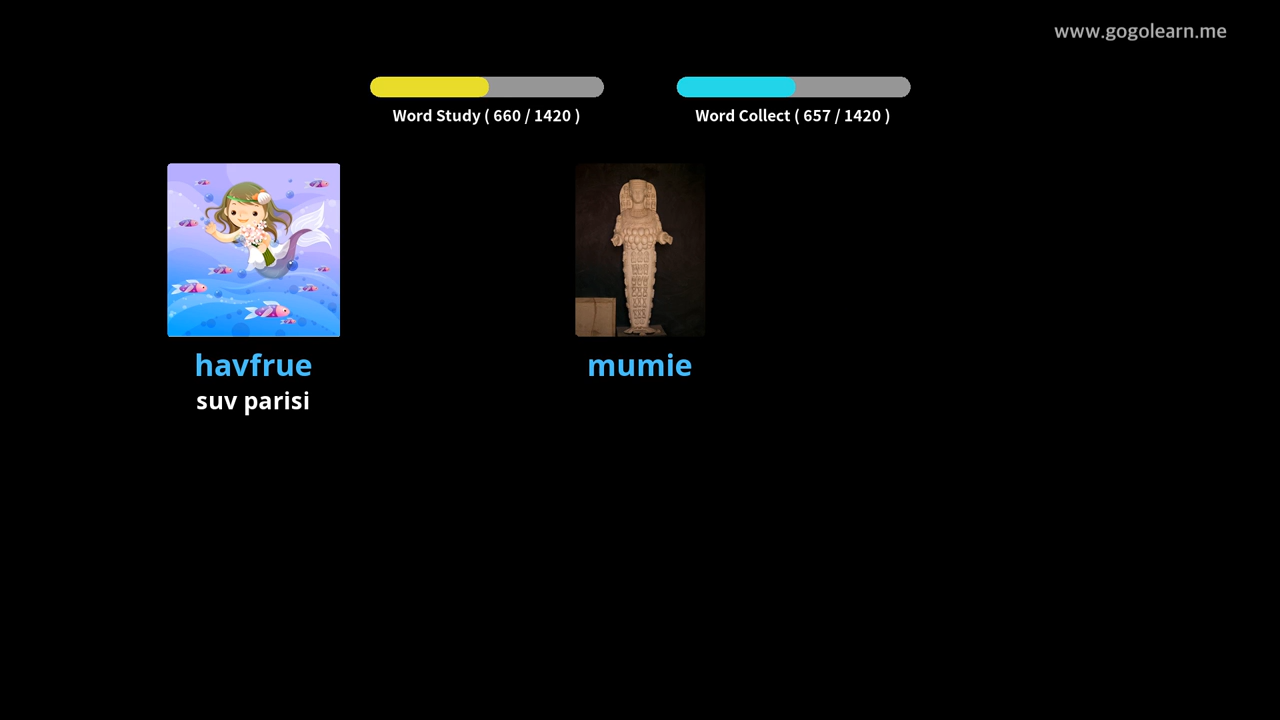 www.gogolearn.me
Word Study ( 660 / 1420 )
Word Collect ( 657 / 1420 )
havfrue
suv parisi
mumie